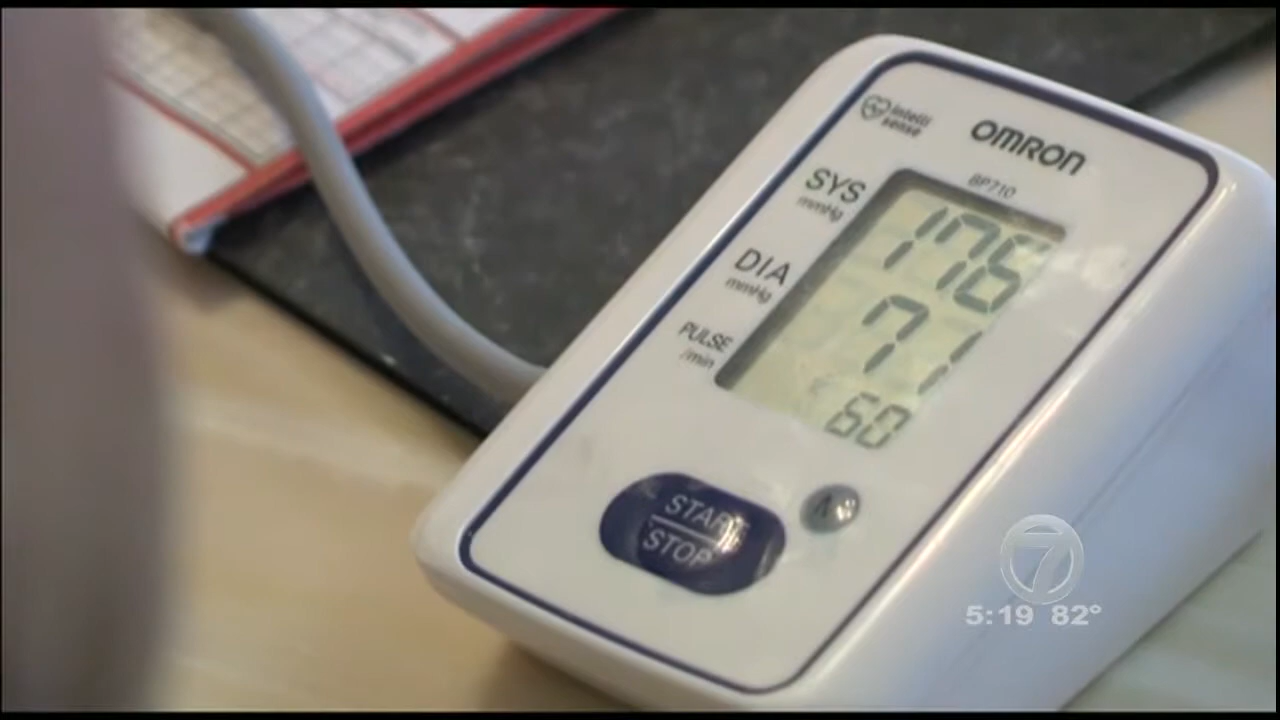 intelli
sense
OMRON
BP710
SYS
mmHg
176
DIA
mmHg
71
PULSE
/min
60
START
STOP
7
5:19 82°